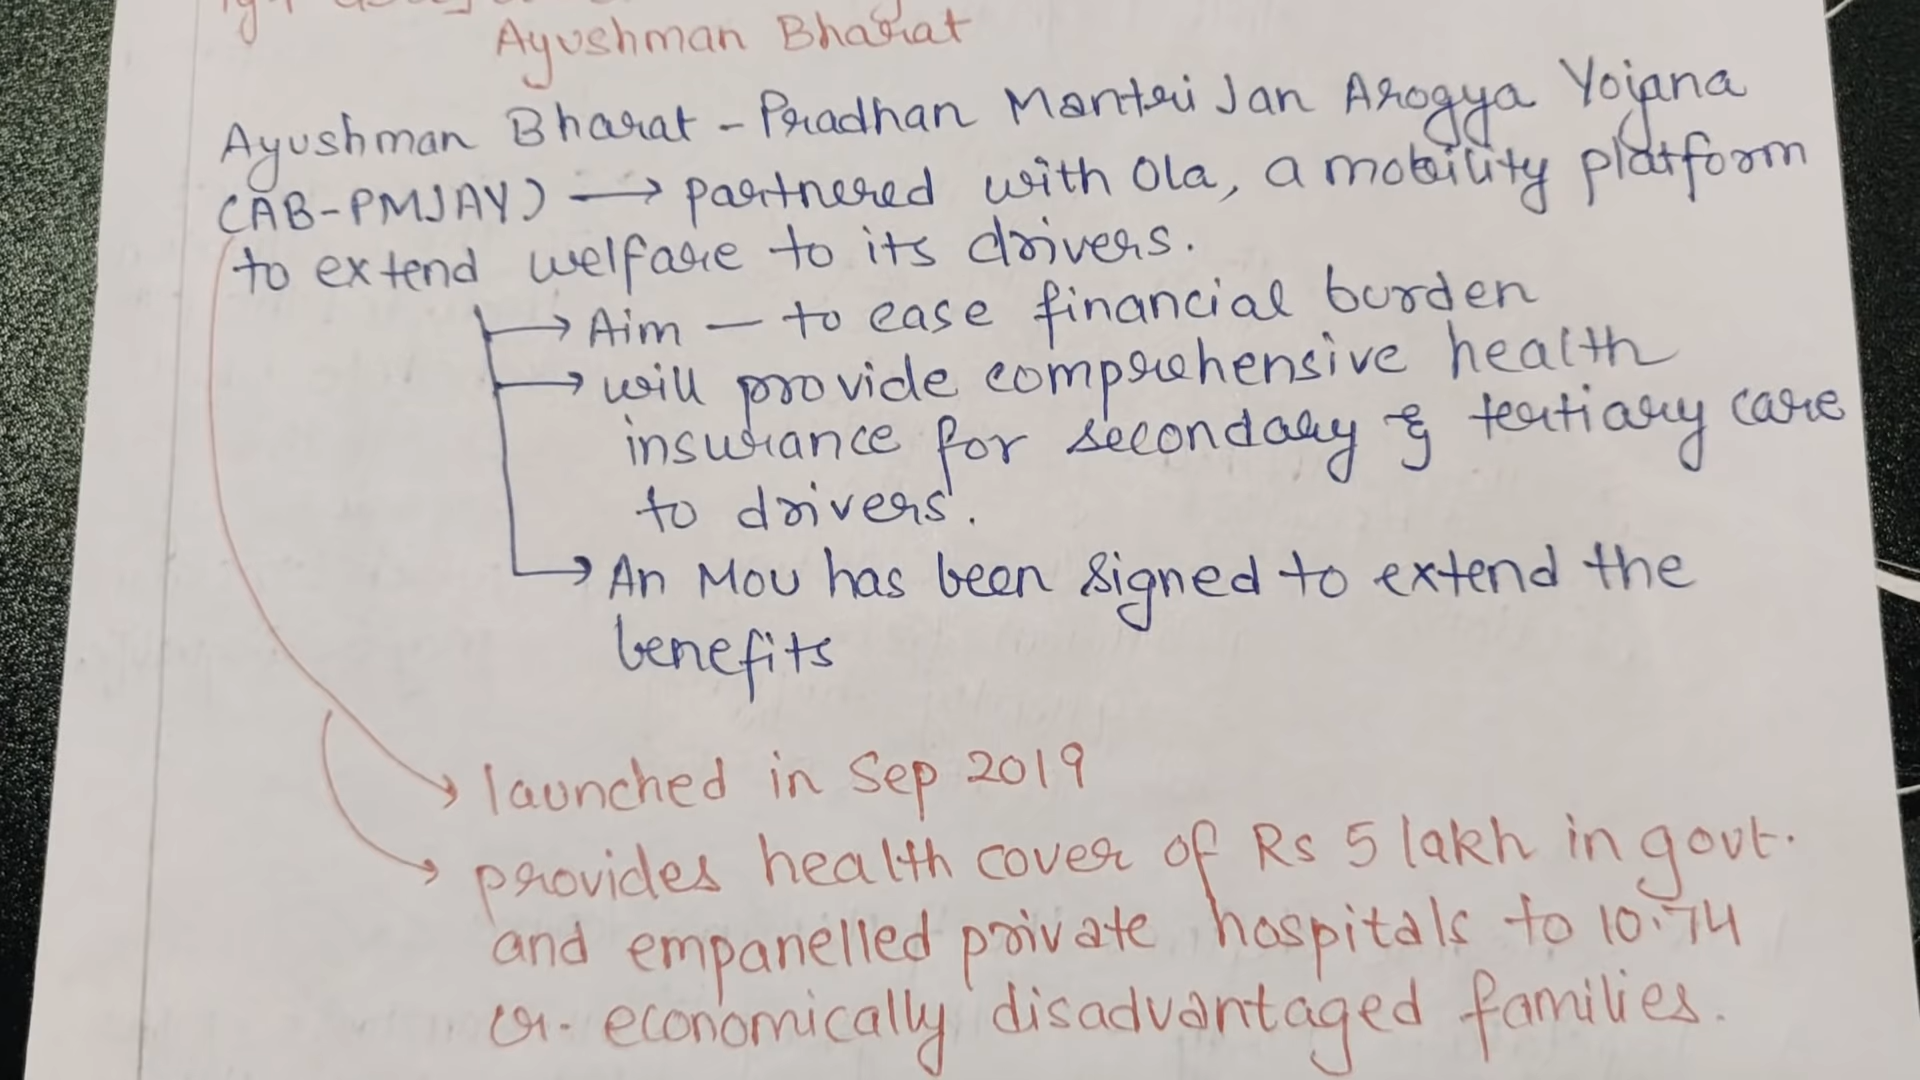 Ayushman Bharat
Ayushman Bharat - Pradhan Mantri Jan Arogya Yojana
(AB-PMJAY) → partnered with Ola, a mobility platform
to extend welfare to its drivers.
→ Aim — to ease financial burden
→ will provide comprehensive health
insurance for secondary & tertiary care
to drivers.
→ An MoU has been signed to extend the
benefits
→ launched in Sep 2019
→ provides health cover of Rs 5 lakh in govt.
and empanelled private hospitals to 10.74
cr. economically disadvantaged families.